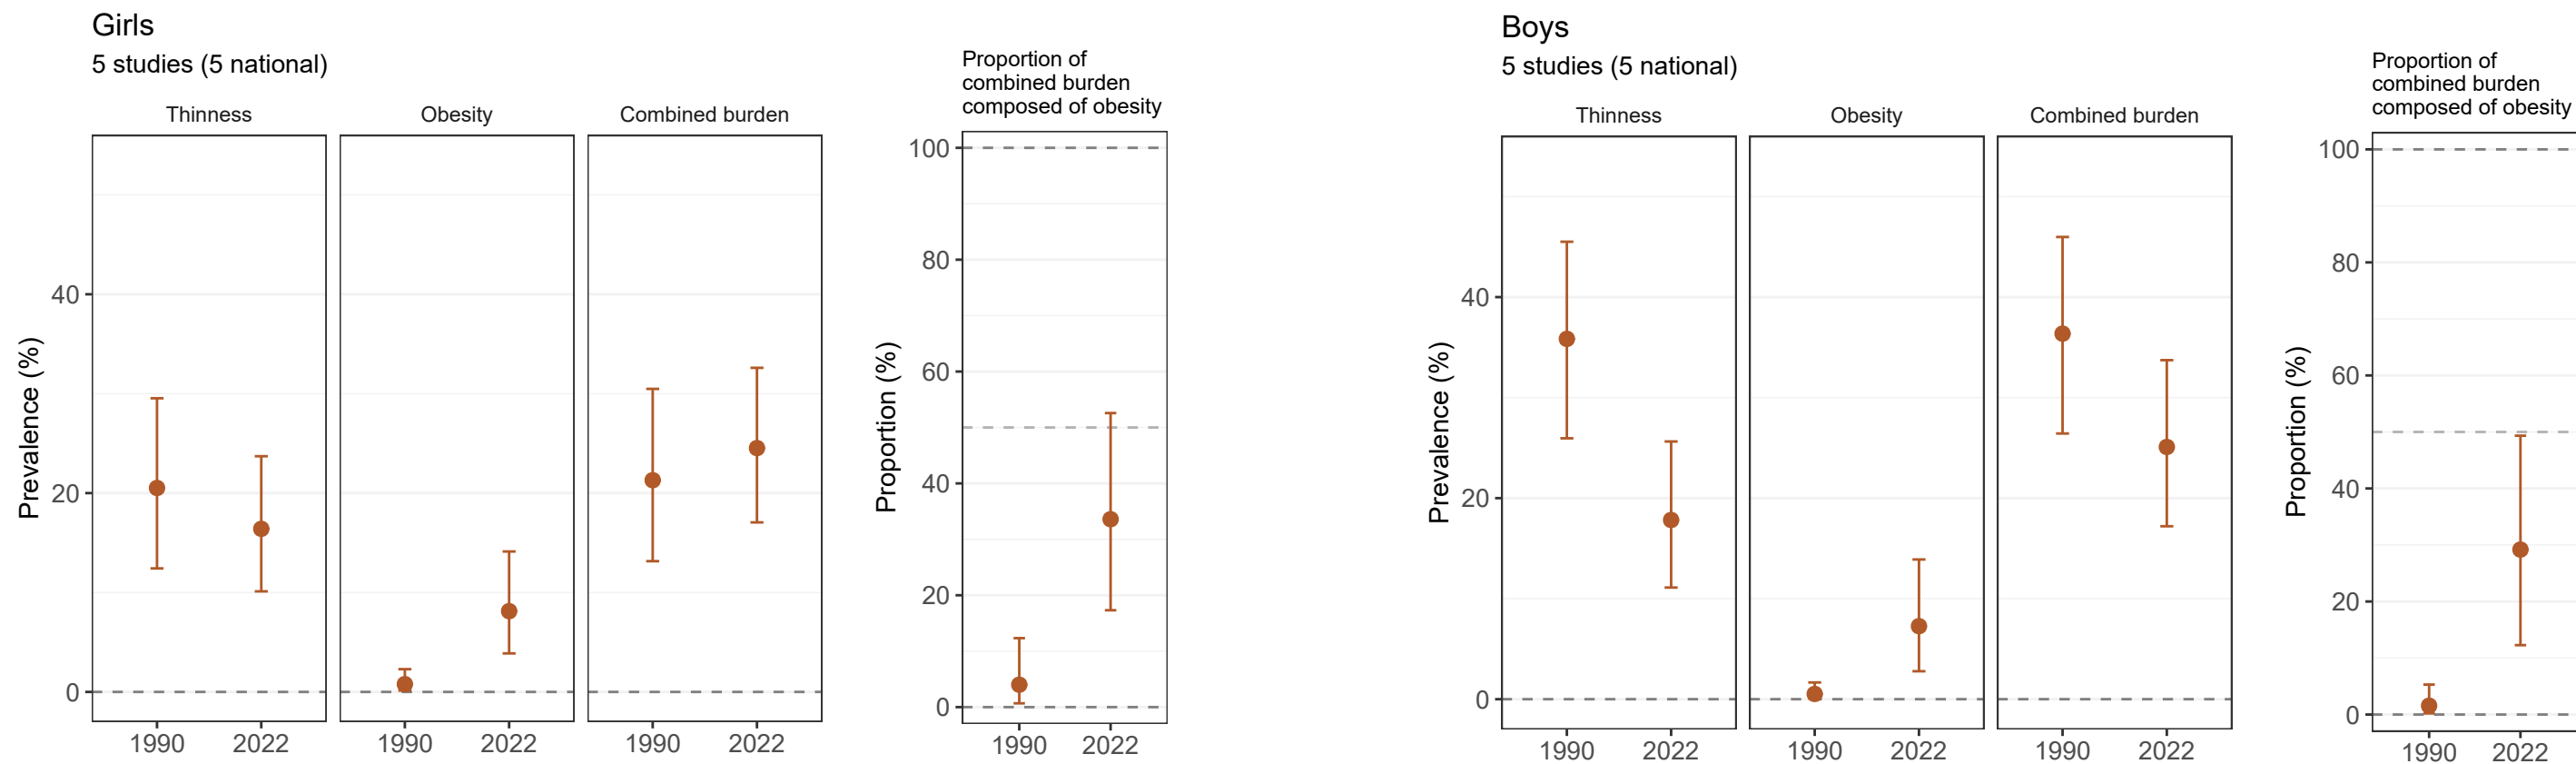 Girls
5 studies (5 national)
Thinness
Obesity
Combined burden
Prevalence (%)
40
20
0
1990 2022
1990 2022
1990 2022
Proportion of
combined burden
composed of obesity
Proportion (%)
100
80
60
40
20
0
1990 2022
Boys
5 studies (5 national)
Thinness
Obesity
Combined burden
Prevalence (%)
40
20
0
1990 2022
1990 2022
1990 2022
Proportion of
combined burden
composed of obesity
Proportion (%)
100
80
60
40
20
0
1990 2022